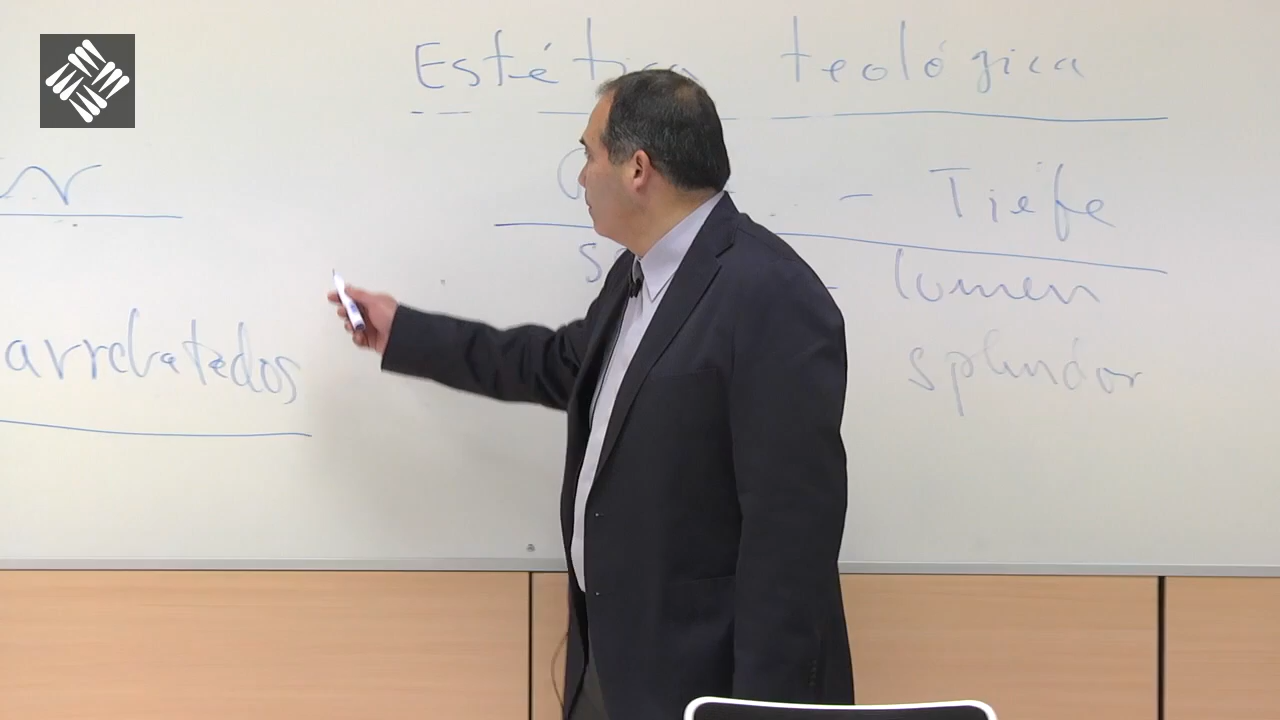 Estética teológica
- Tiefe
lumen
arrebatados
splendor